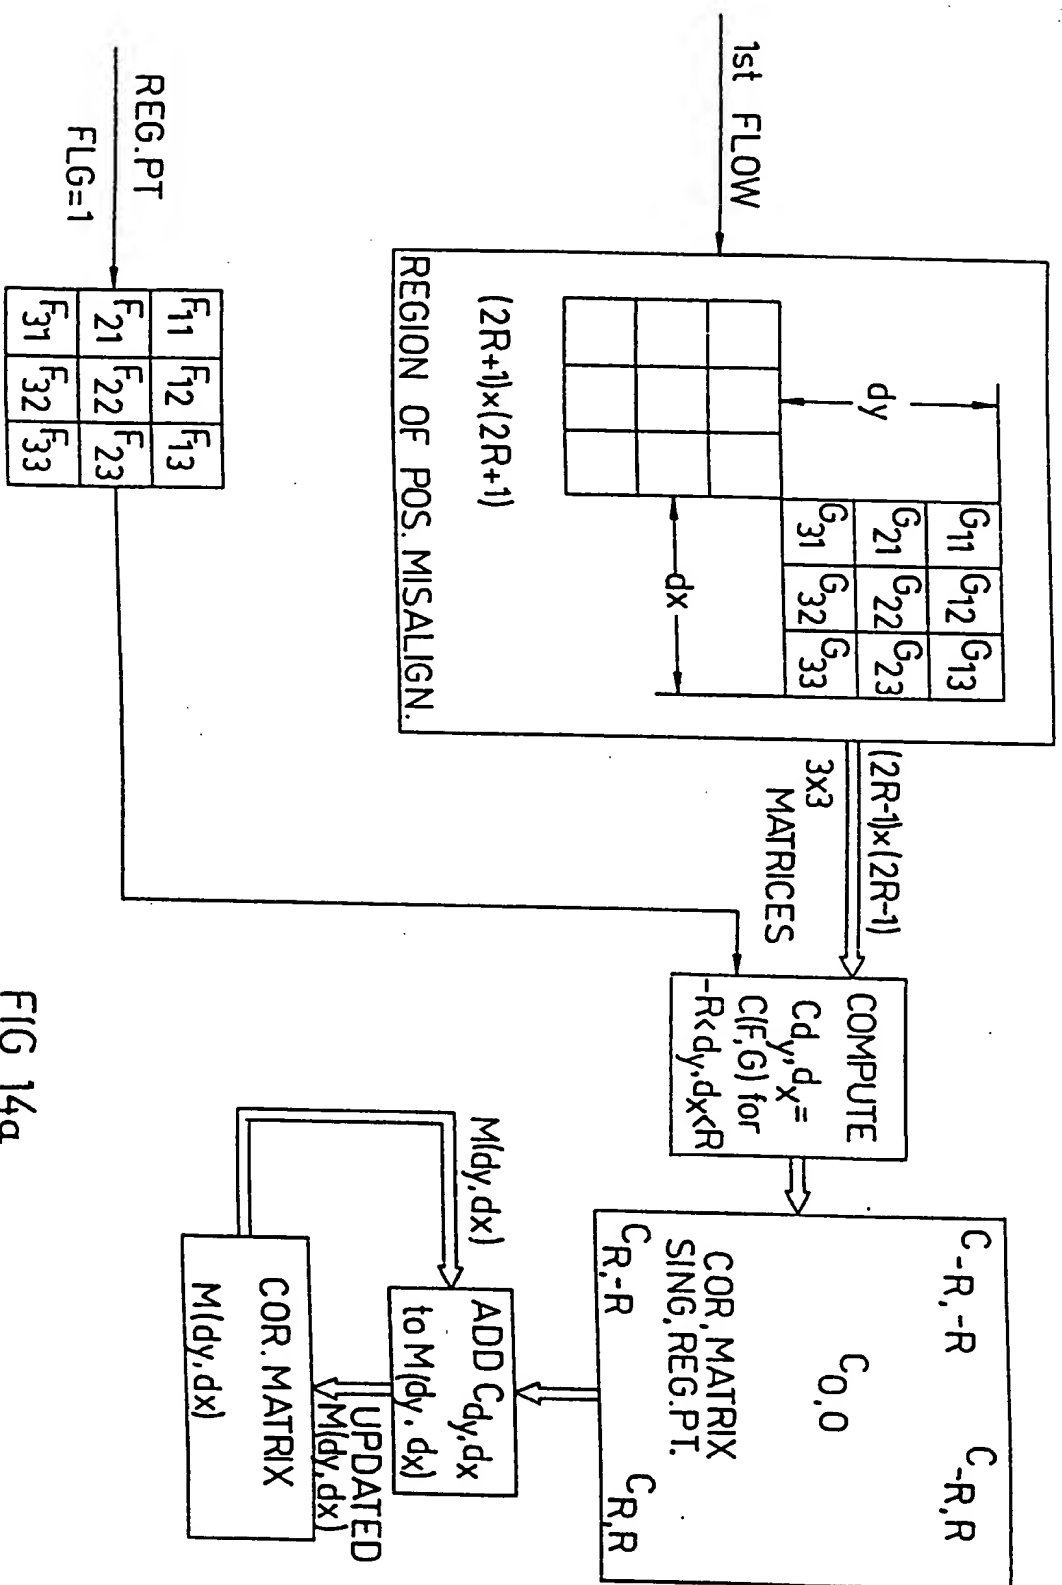 1st FLOW
dy
G11 G12 G13
G21 G22 G23
G31 G32 G33
dx
(2R+1)x(2R+1)
REGION OF POS. MISALIGN.
REG.PT
FLG=1
F11 F12 F13
F21 F22 F23
F31 F32 F33
(2R-1)x(2R-1)
3x3
MATRICES
COMPUTE
Cdy,dx=
C(F,G) for
-R<dy,dx<R
C-R,-R C-R,R
C0,0
COR,MATRIX
SING,REG.PT.
CR,-R CR,R
ADD Cdy,dx
to M(dy,dx)
M(dy,dx)
UPDATED
M(dy,dx)
COR. MATRIX
M(dy,dx)
FIG 14a